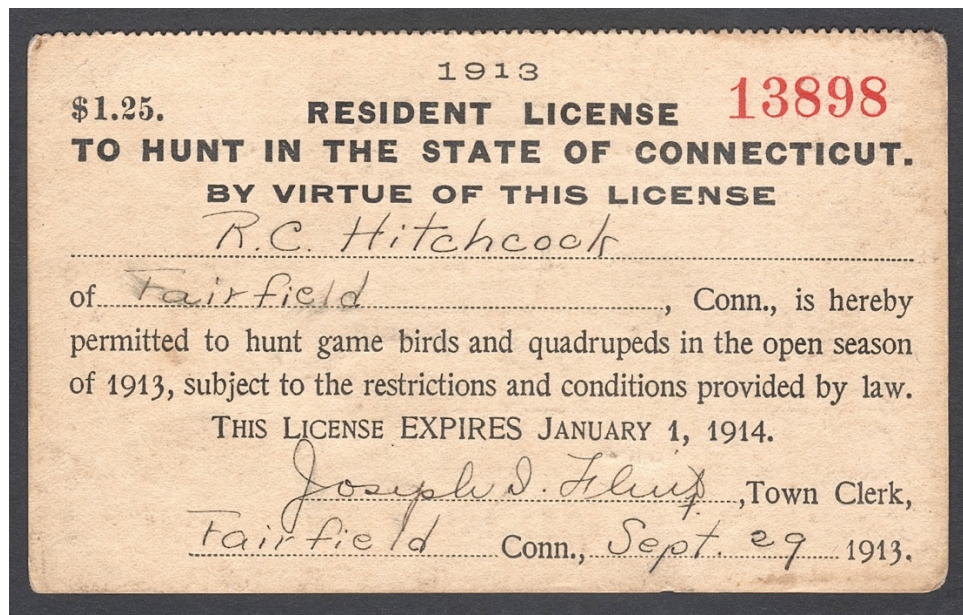 1913
$1.25. RESIDENT LICENSE 13898
TO HUNT IN THE STATE OF CONNECTICUT.
BY VIRTUE OF THIS LICENSE
R.C. Hitchcock
of Fairfield, Conn., is hereby
permitted to hunt game birds and quadrupeds in the open season
of 1913, subject to the restrictions and conditions provided by law.
THIS LICENSE EXPIRES JANUARY 1, 1914.
Joseph I. Flint, Town Clerk,
Fairfield Conn., Sept. 29 1913.